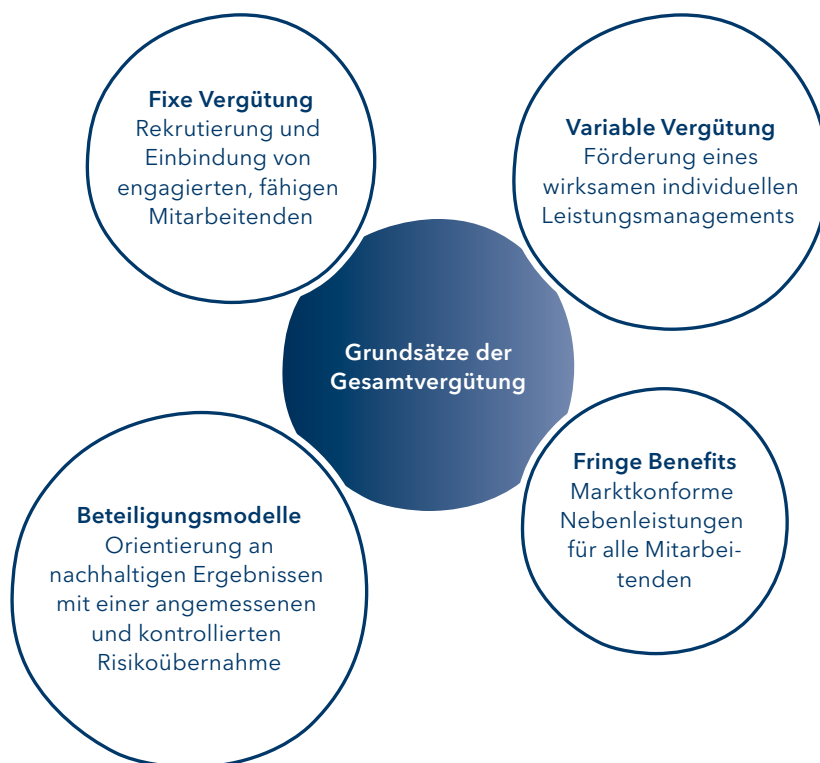 Fixe Vergütung
Rekrutierung und
Einbindung von
engagierten, fähigen
Mitarbeitenden
Variable Vergütung
Förderung eines
wirksamen individuellen
Leistungsmanagements
Grundsätze der
Gesamtvergütung
Beteiligungsmodelle
Orientierung an
nachhaltigen Ergebnissen
mit einer angemessenen
und kontrollierten
Risikoübernahme
Fringe Benefits
Marktkonforme
Nebenleistungen
für alle Mitarbei-
tenden